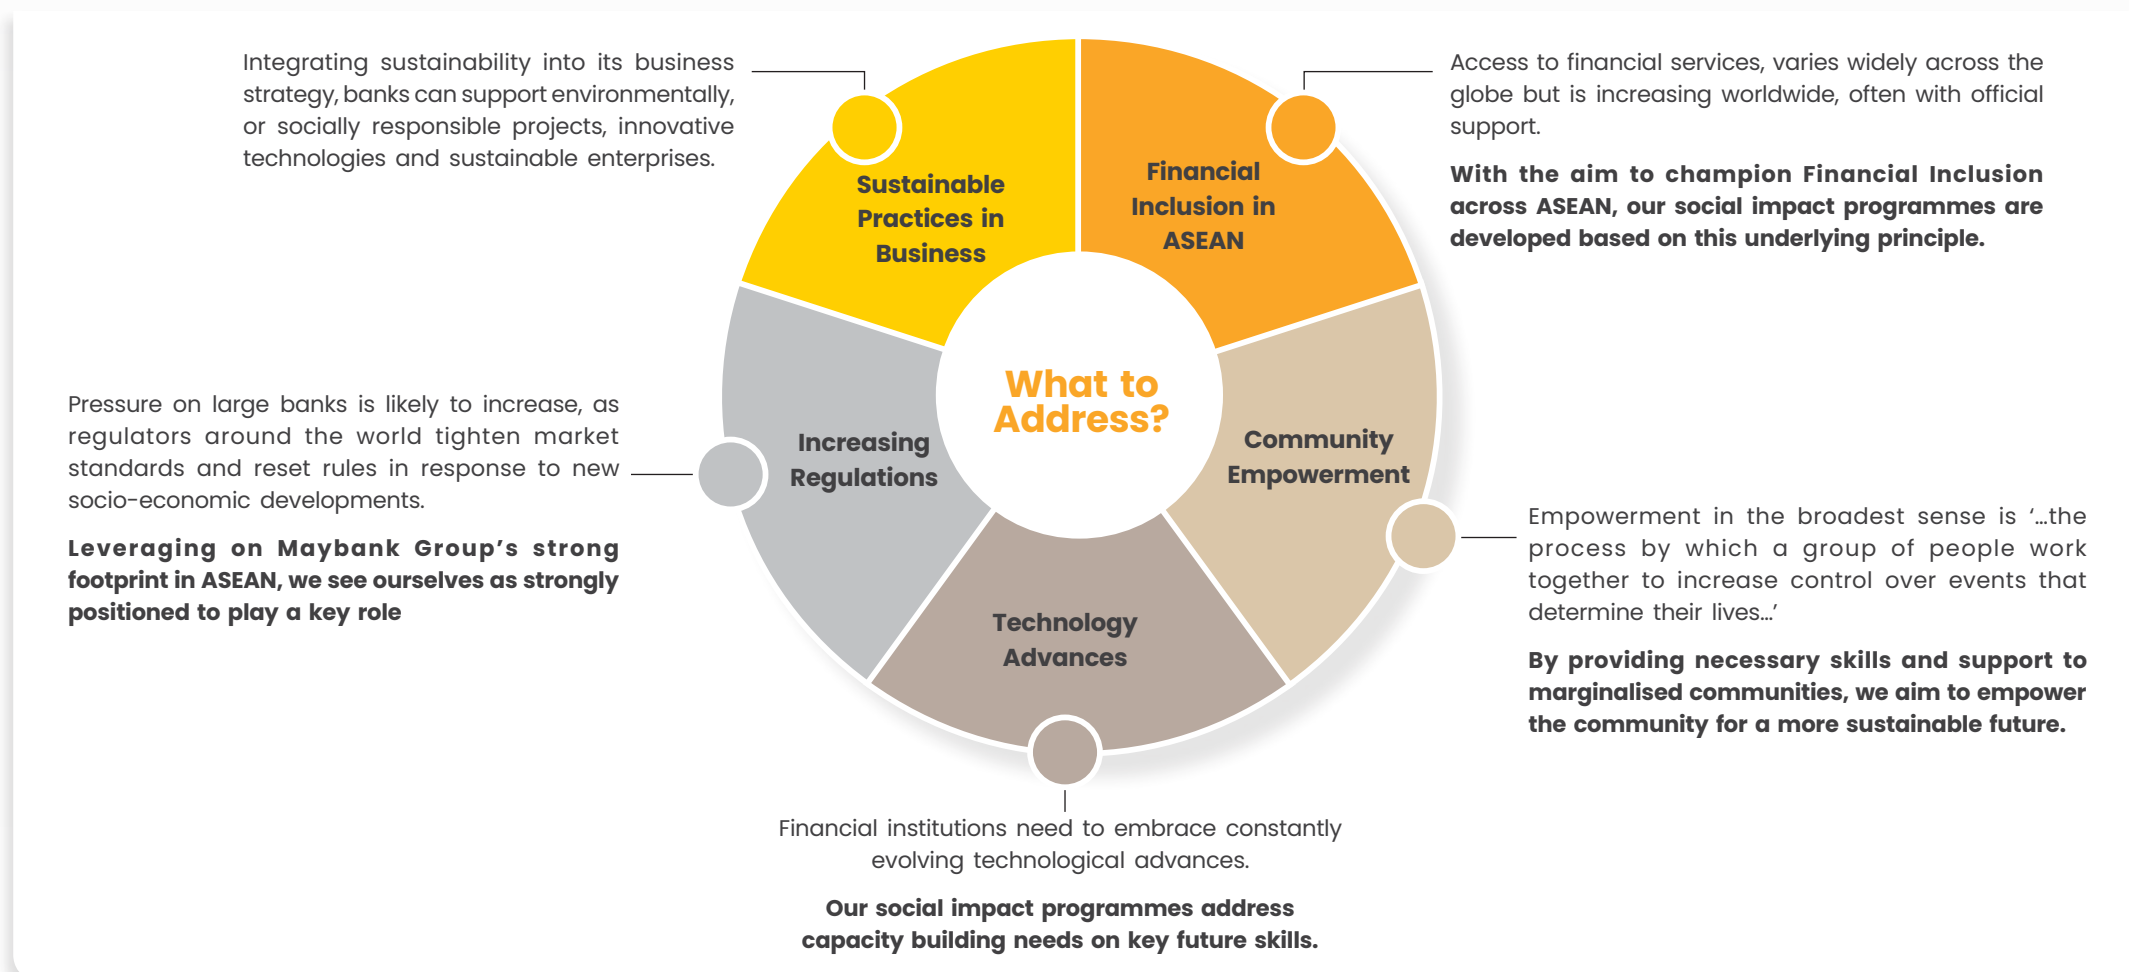 Integrating sustainability into its business
strategy, banks can support environmentally,
or socially responsible projects, innovative
technologies and sustainable enterprises.
Sustainable
Practices in
Business
Financial
Inclusion in
ASEAN
Access to financial services, varies widely across the
globe but is increasing worldwide, often with official
support.
With the aim to champion Financial Inclusion
across ASEAN, our social impact programmes are
developed based on this underlying principle.
What to
Address?
Pressure on large banks is likely to increase, as
regulators around the world tighten market
standards and reset rules in response to new
socio-economic developments.
Leveraging on Maybank Group’s strong
footprint in ASEAN, we see ourselves as strongly
positioned to play a key role
Increasing
Regulations
Community
Empowerment
Empowerment in the broadest sense is ‘…the
process by which a group of people work
together to increase control over events that
determine their lives…’
By providing necessary skills and support to
marginalised communities, we aim to empower
the community for a more sustainable future.
Technology
Advances
Financial institutions need to embrace constantly
evolving technological advances.
Our social impact programmes address
capacity building needs on key future skills.